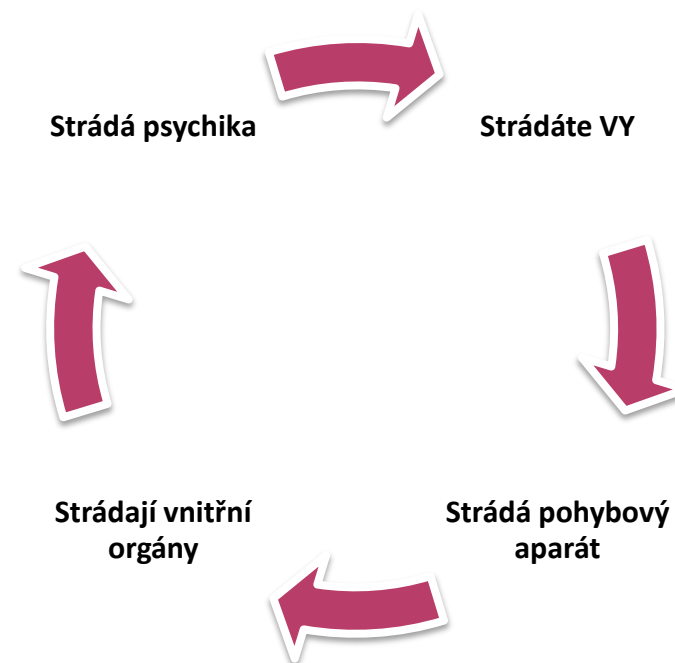 Strádá psychika
Strádáte VY
Strádají vnitřní
orgány
Strádá pohybový
aparát